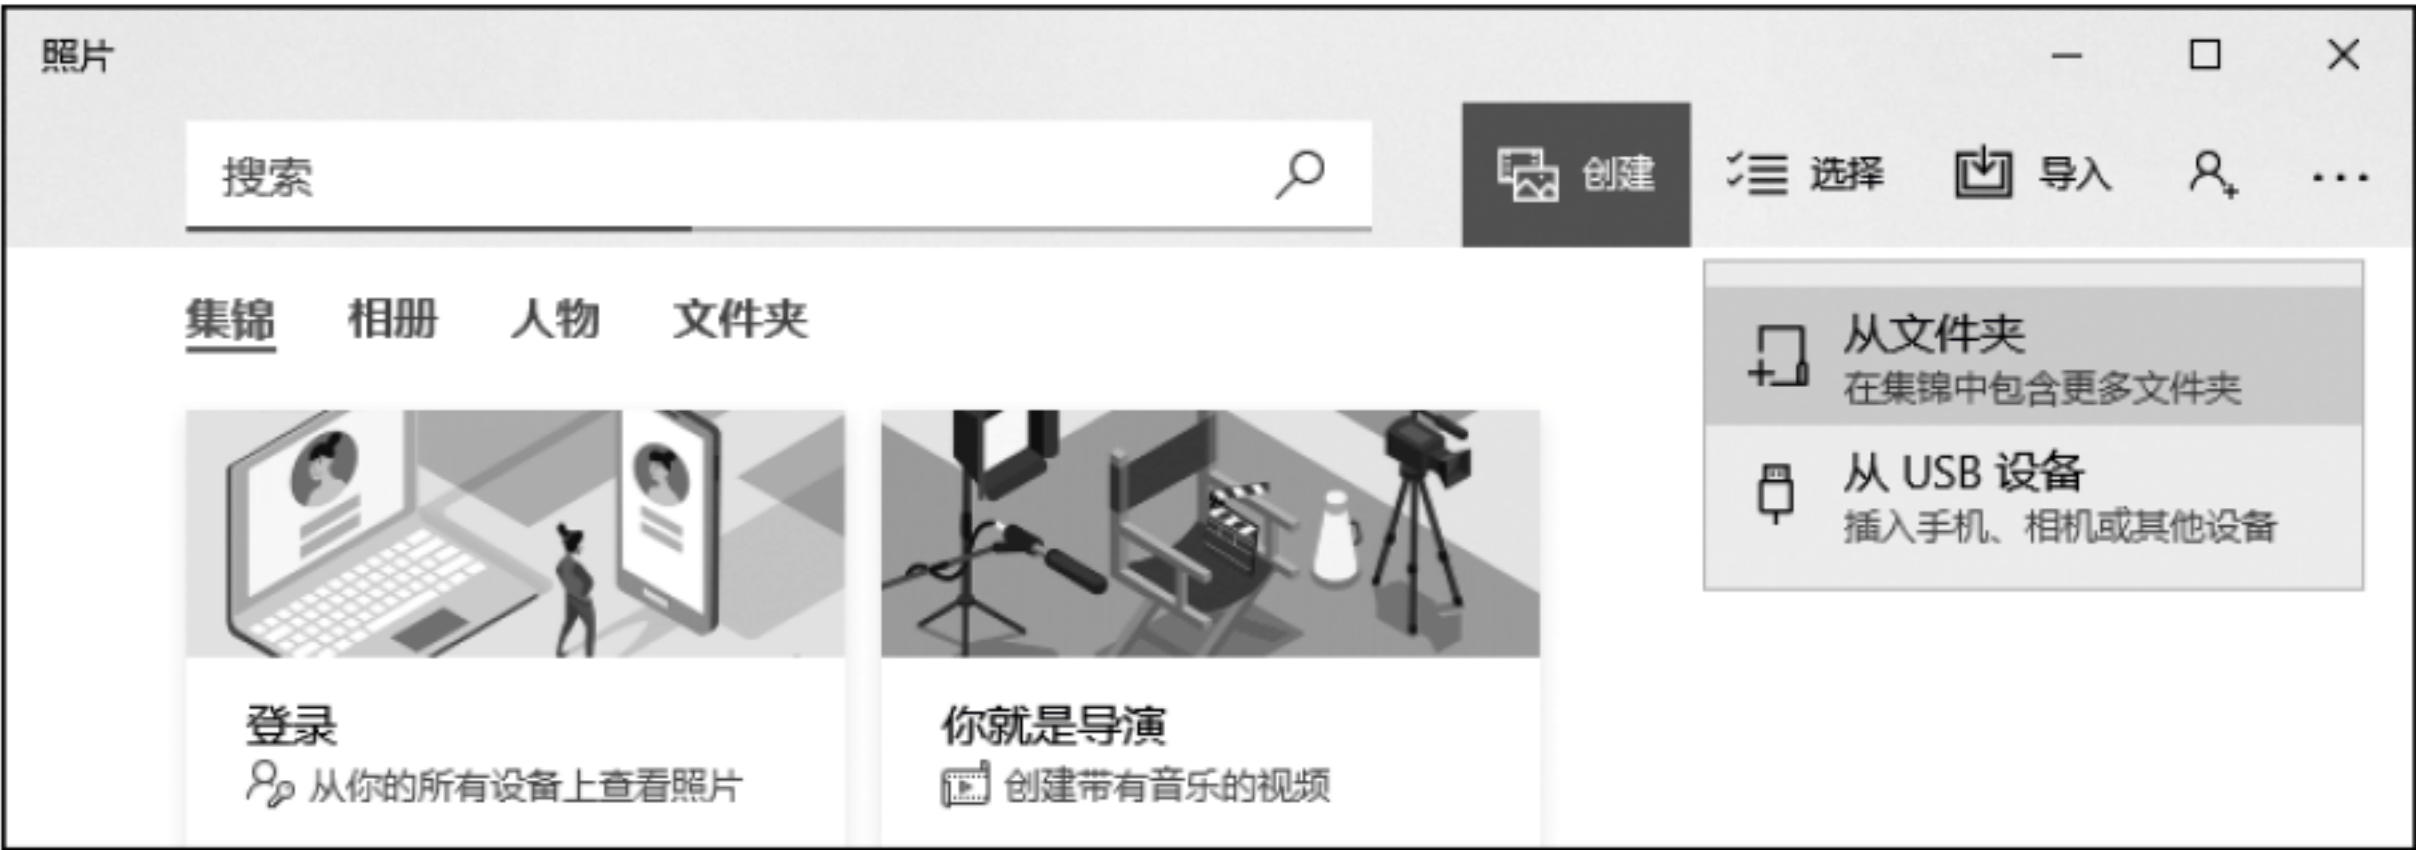 照片
搜索
创建 选择 导入
集锦 相册 人物 文件夹
从文件夹
在集锦中包含更多文件夹
从 USB 设备
插入手机、相机或其他设备
登录
从你的所有设备上查看照片
你就是导演
创建带有音乐的视频